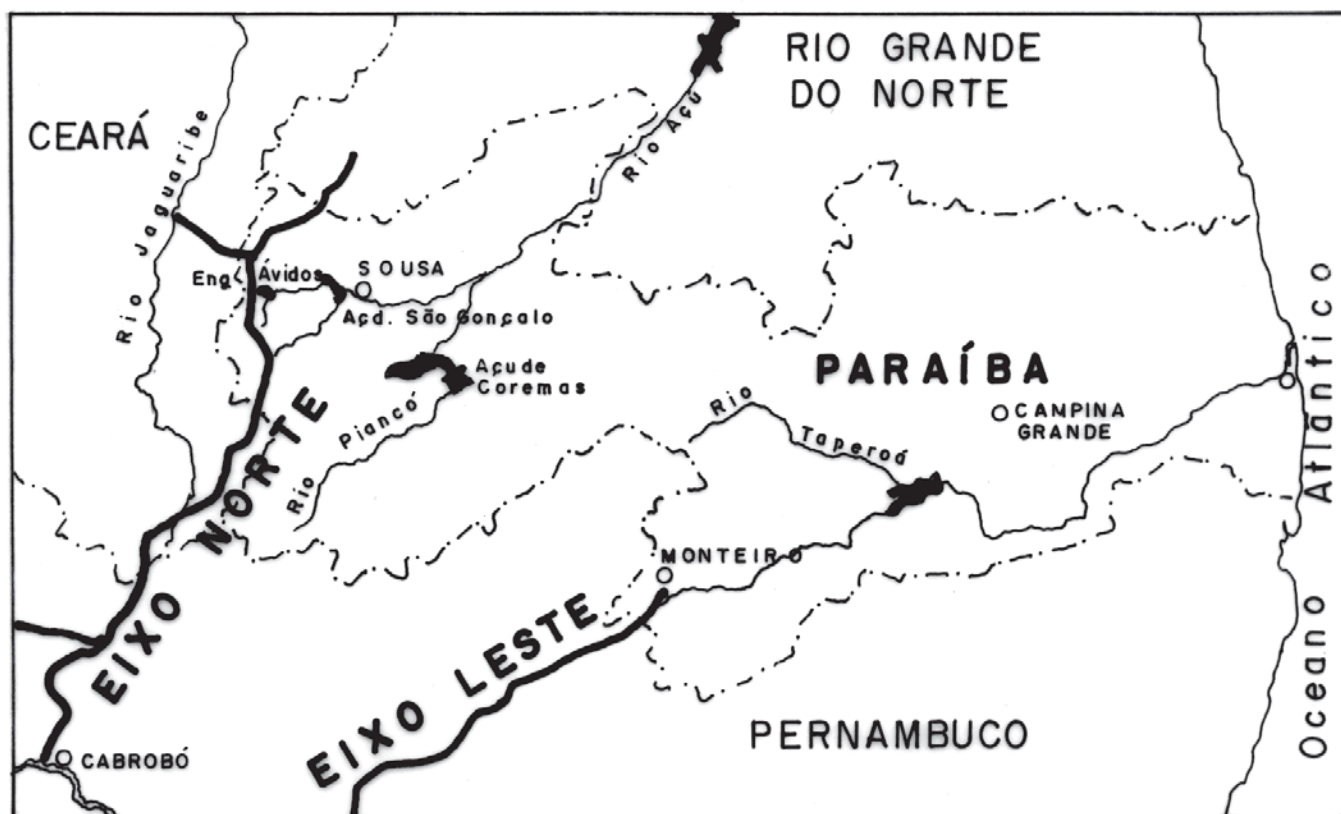 RIO GRANDE
DO NORTE
CEARÁ
Rio Jaguaribe
Rio Açú
Eng. Ávidos
SOUSA
Açd. São Gonçalo
Açude
Coremas
PARAÍBA
Rio Piancó
Rio Taperoá
CAMPINA
GRANDE
EIXO NORTE
MONTEIRO
EIXO LESTE
PERNAMBUCO
CABROBÓ
Oceano Atlântico